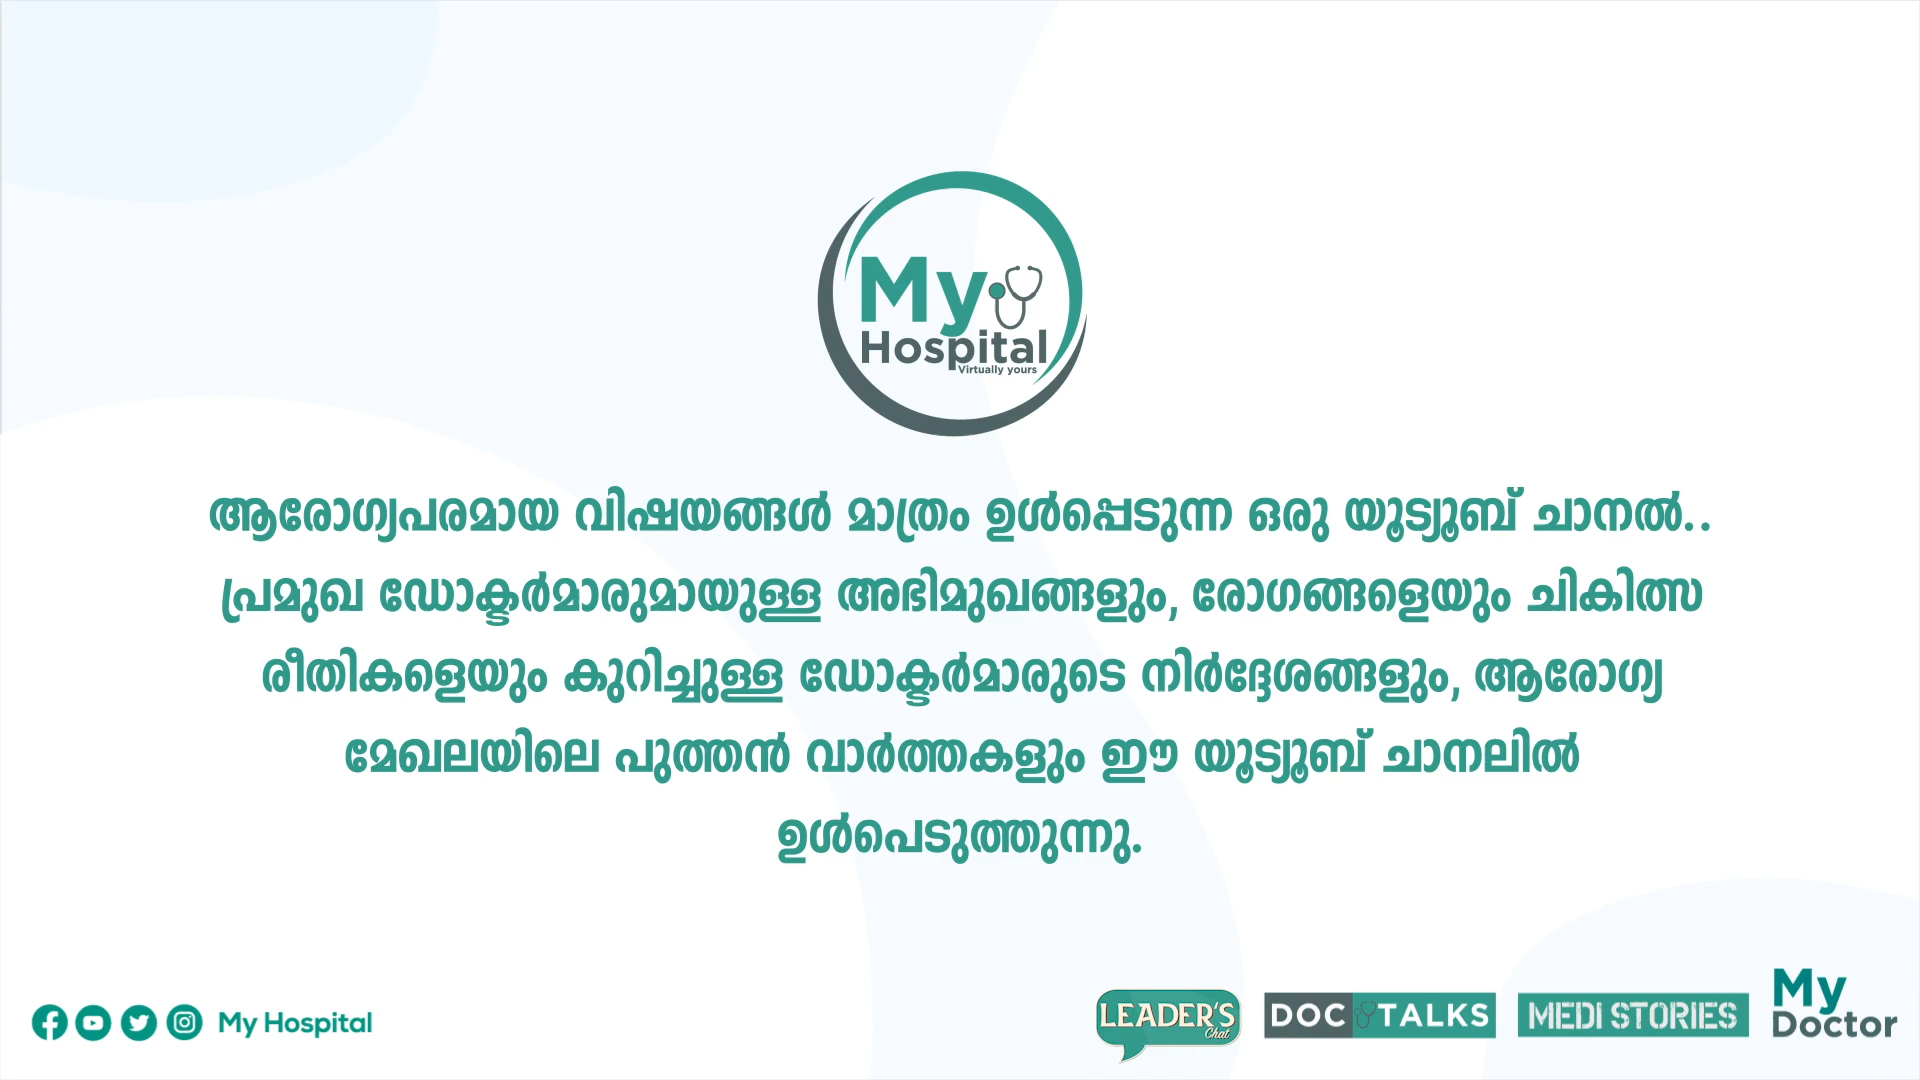 My
Hospital
Virtually yours
ആരോഗ്യപരമായ വിഷയങ്ങൾ മാത്രം ഉൾപ്പെടുന്ന ഒരു യൂട്യൂബ് ചാനൽ..
പ്രമുഖ ഡോക്ടർമാരുമായുള്ള അഭിമുഖങ്ങളും, രോഗങ്ങളെയും ചികിത്സ
രീതികളെയും കുറിച്ചുള്ള ഡോക്ടർമാരുടെ നിർദ്ദേശങ്ങളും, ആരോഗ്യ
മേഖലയിലെ പുത്തൻ വാർത്തകളും ഈ യൂട്യൂബ് ചാനലിൽ
ഉൾപെടുത്തുന്നു.
My Hospital
LEADER'S
Chat
DOC TALKS
MEDI STORIES
My
Doctor